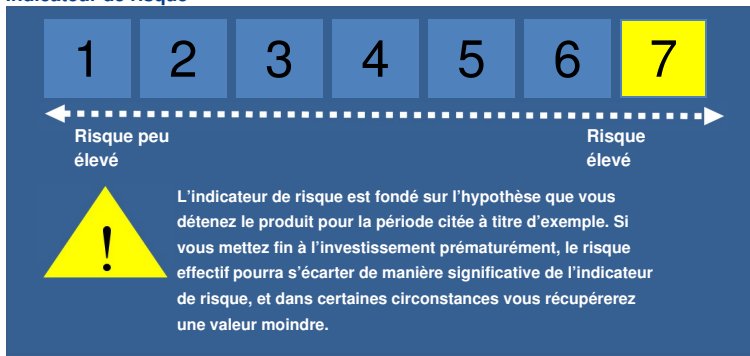 Indicateur de risque
1 2 3 4 5 6 7
Risque peu élevé
Risque élevé
!
L'indicateur de risque est fondé sur l'hypothèse que vous
détenez le produit pour la période citée à titre d'exemple. Si
vous mettez fin à l'investissement prématurément, le risque
effectif pourra s'écarter de manière significative de l'indicateur
de risque, et dans certaines circonstances vous récupérerez
une valeur moindre.